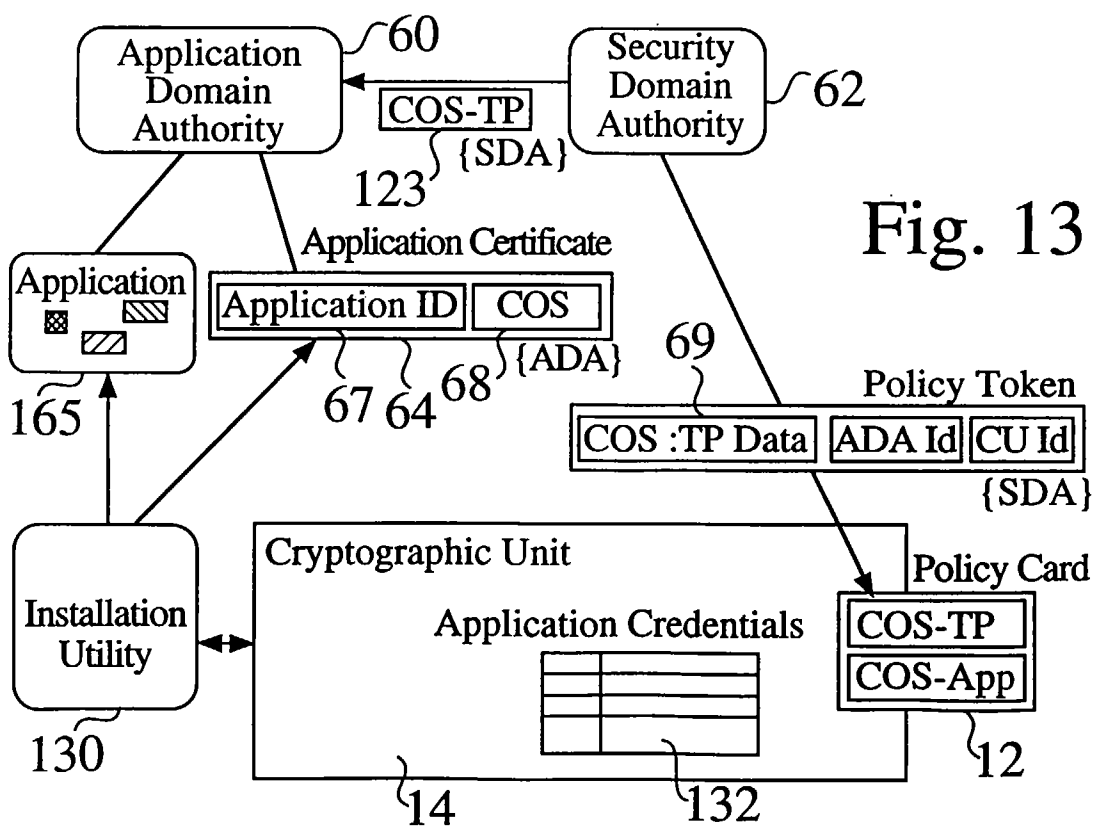 Application
Domain
Authority
60
Security
Domain
Authority
62
COS-TP
{SDA}
123
Fig. 13
Application Certificate
Application ID
COS
{ADA}
67
64
68
Application
165
69
Policy Token
COS :TP Data
ADA Id
CU Id
{SDA}
Installation
Utility
130
Cryptographic Unit
Application Credentials
132
14
Policy Card
COS-TP
COS-App
12